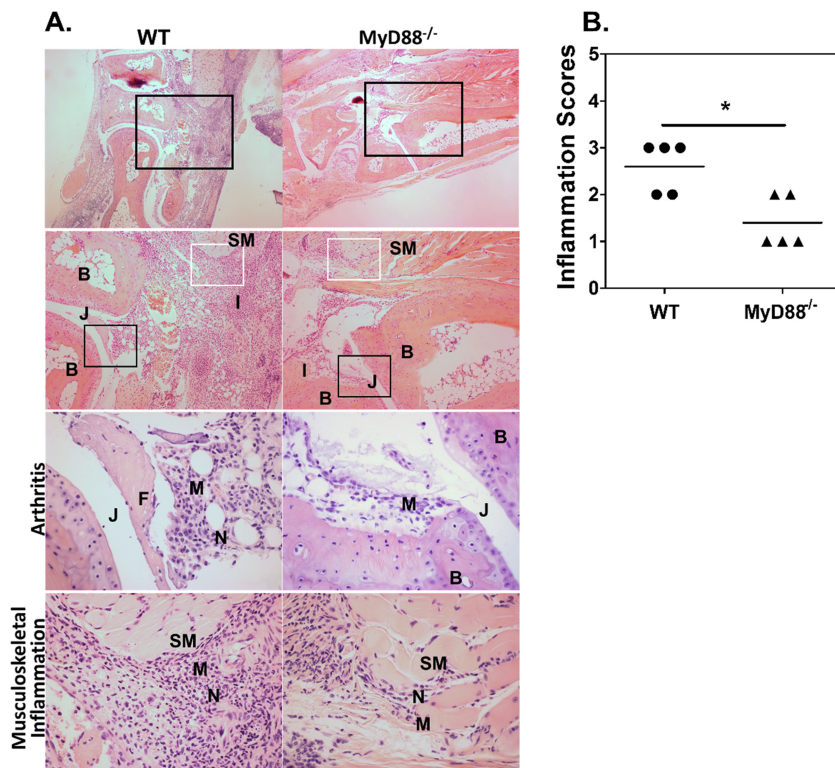 A.
WT MyD88-/-
SM SM
B I
J
B B
I J
B
B
M M
J F J
N
B
SM SM
M N
N M
Arthritis
Musculoskeletal
Inflammation
B.
Inflammation Scores
5
4
3
2
1
0
*
WT MyD88-/-